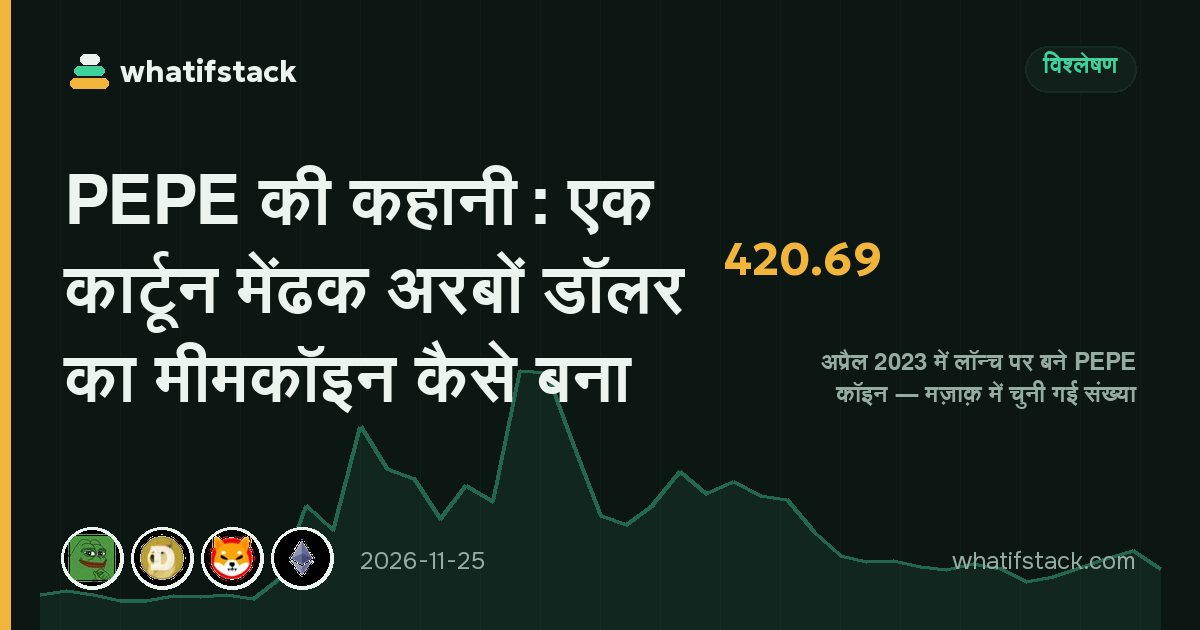 whatifstack
विश्लेषण
PEPE की कहानी : एक
कार्टून मेंढक अरबों डॉलर
का मीमकॉइन कैसे बना
420.69
अप्रैल 2023 में लॉन्च पर बने PEPE
कॉइन — मज़ाक़ में चुनी गई संख्या
2026-11-25
whatifstack.com